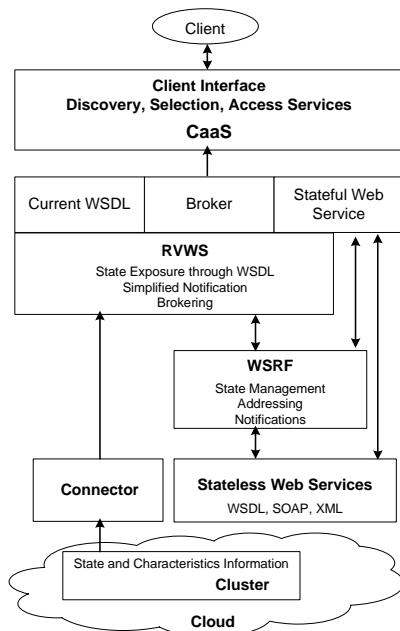 Client
Client Interface
Discovery, Selection, Access Services
CaaS
Current WSDL
Broker
Stateful Web
Service
RVWS
State Exposure through WSDL
Simplified Notification
Brokering
WSRF
State Management
Addressing
Notifications
Connector
Stateless Web Services
WSDL, SOAP, XML
State and Characteristics Information
Cluster
Cloud